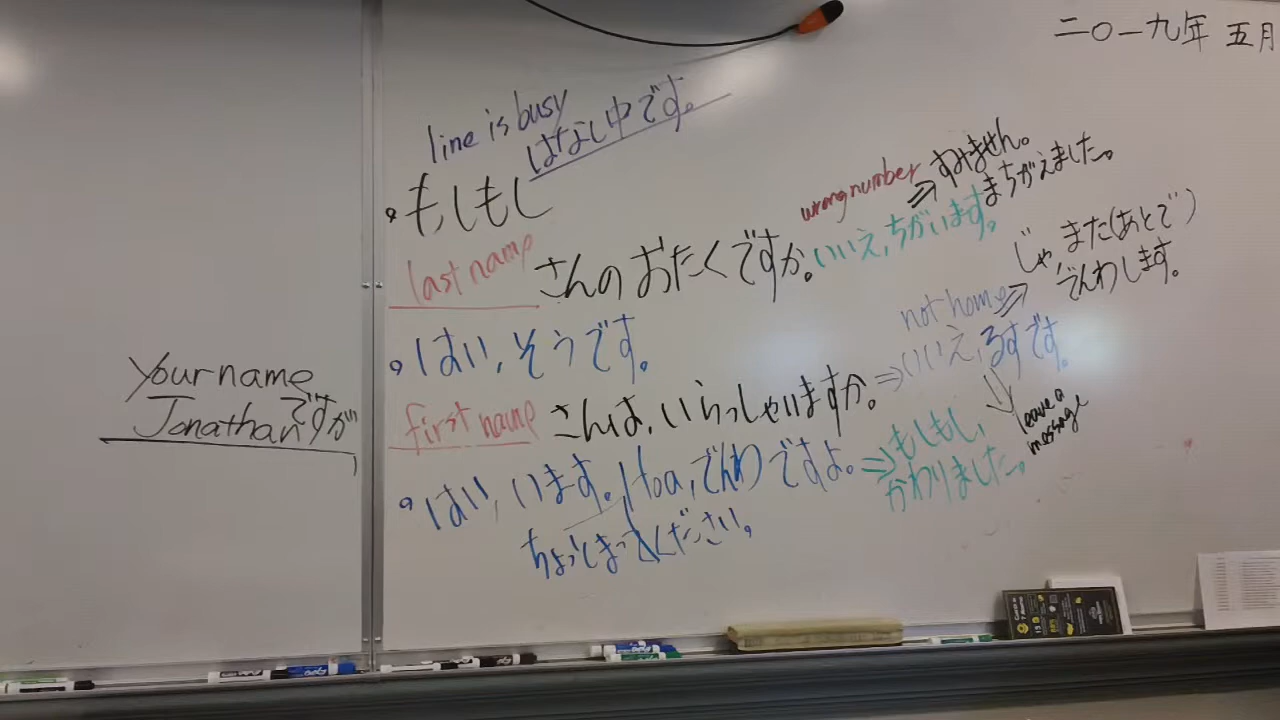 二〇一九年 五月
line is busy
はなし中です。
もしもし
wrong number ⇒ すみません。
まちがえました。
last name さんの おたくですか。いいえ、ちがいます。
じゃ、また(あとで)
でんわします。
not home ⇒
はい、そうです。
first name さんは、いらっしゃいますか。⇒ いいえ、るすです。
leave a
message
はい、います。Hoa、でんわですよ。⇒ もしもし、
かわりました。
ちょっとまってください。
Your name
Jonathanですが